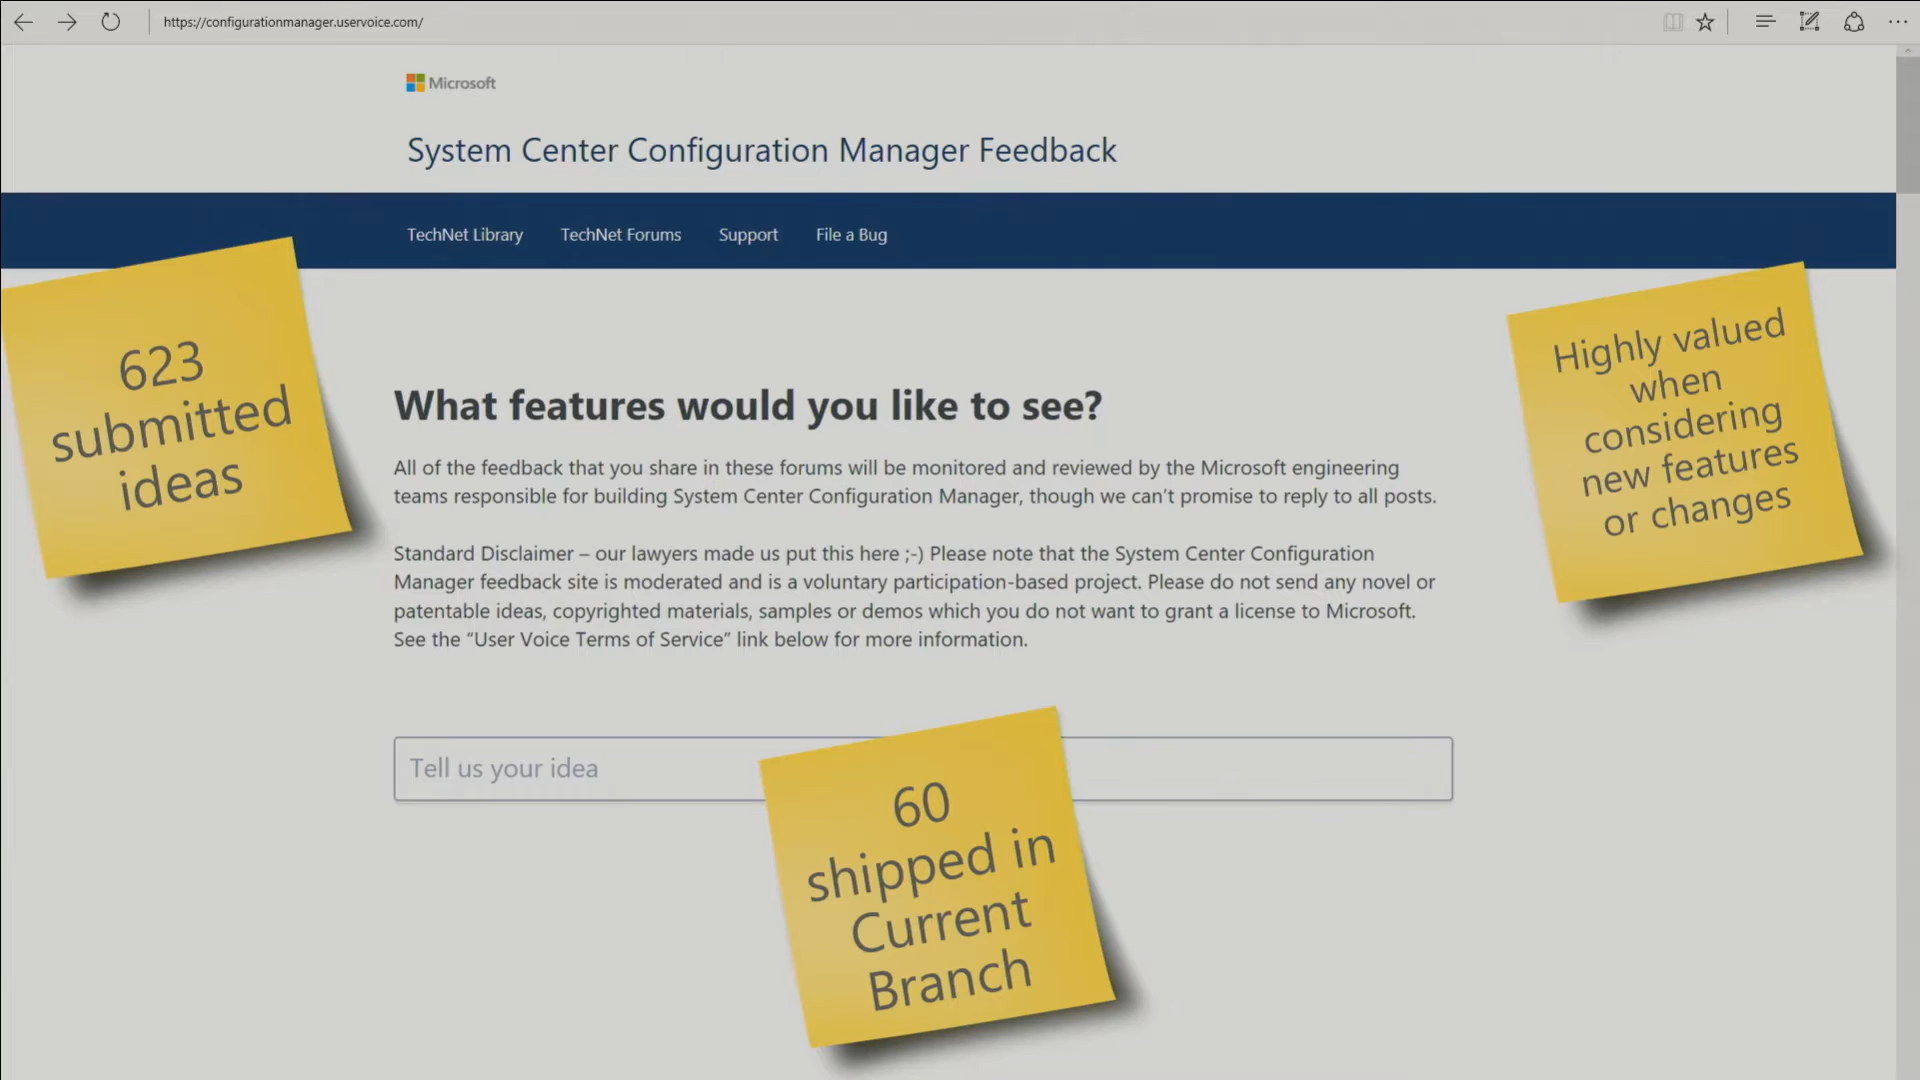 https://configurationmanager.uservoice.com/
Microsoft
System Center Configuration Manager Feedback
TechNet Library TechNet Forums Support File a Bug
623
submitted
ideas
Highly valued
when
considering
new features
or changes
What features would you like to see?
All of the feedback that you share in these forums will be monitored and reviewed by the Microsoft engineering
teams responsible for building System Center Configuration Manager, though we can't promise to reply to all posts.
Standard Disclaimer – our lawyers made us put this here ;-) Please note that the System Center Configuration
Manager feedback site is moderated and is a voluntary participation-based project. Please do not send any novel or
patentable ideas, copyrighted materials, samples or demos which you do not want to grant a license to Microsoft.
See the “User Voice Terms of Service” link below for more information.
Tell us your idea
60
shipped in
Current
Branch